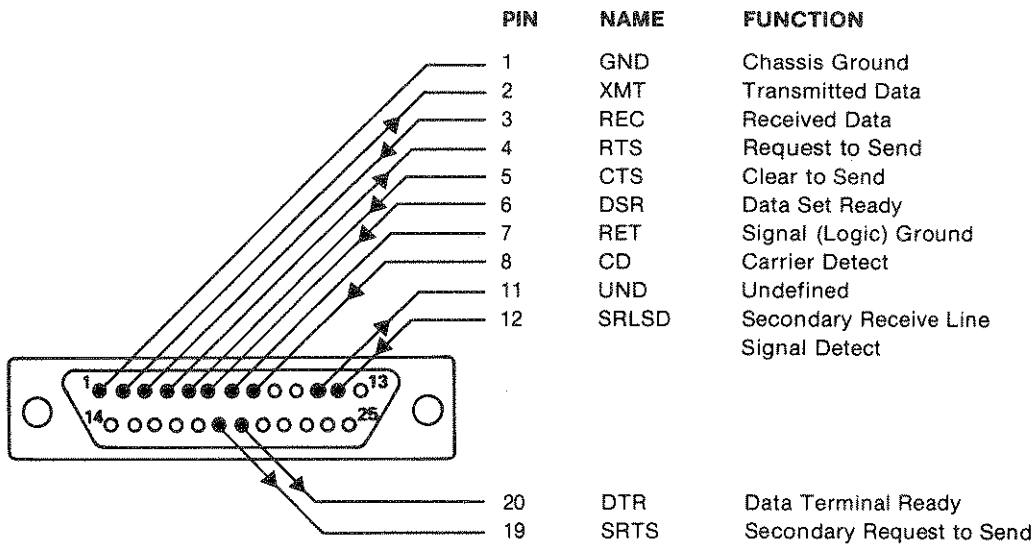 PIN NAME FUNCTION
1 GND Chassis Ground
2 XMT Transmitted Data
3 REC Received Data
4 RTS Request to Send
5 CTS Clear to Send
6 DSR Data Set Ready
7 RET Signal (Logic) Ground
8 CD Carrier Detect
11 UND Undefined
12 SRLSD Secondary Receive Line
Signal Detect
1 13
14 25
20 DTR Data Terminal Ready
19 SRTS Secondary Request to Send